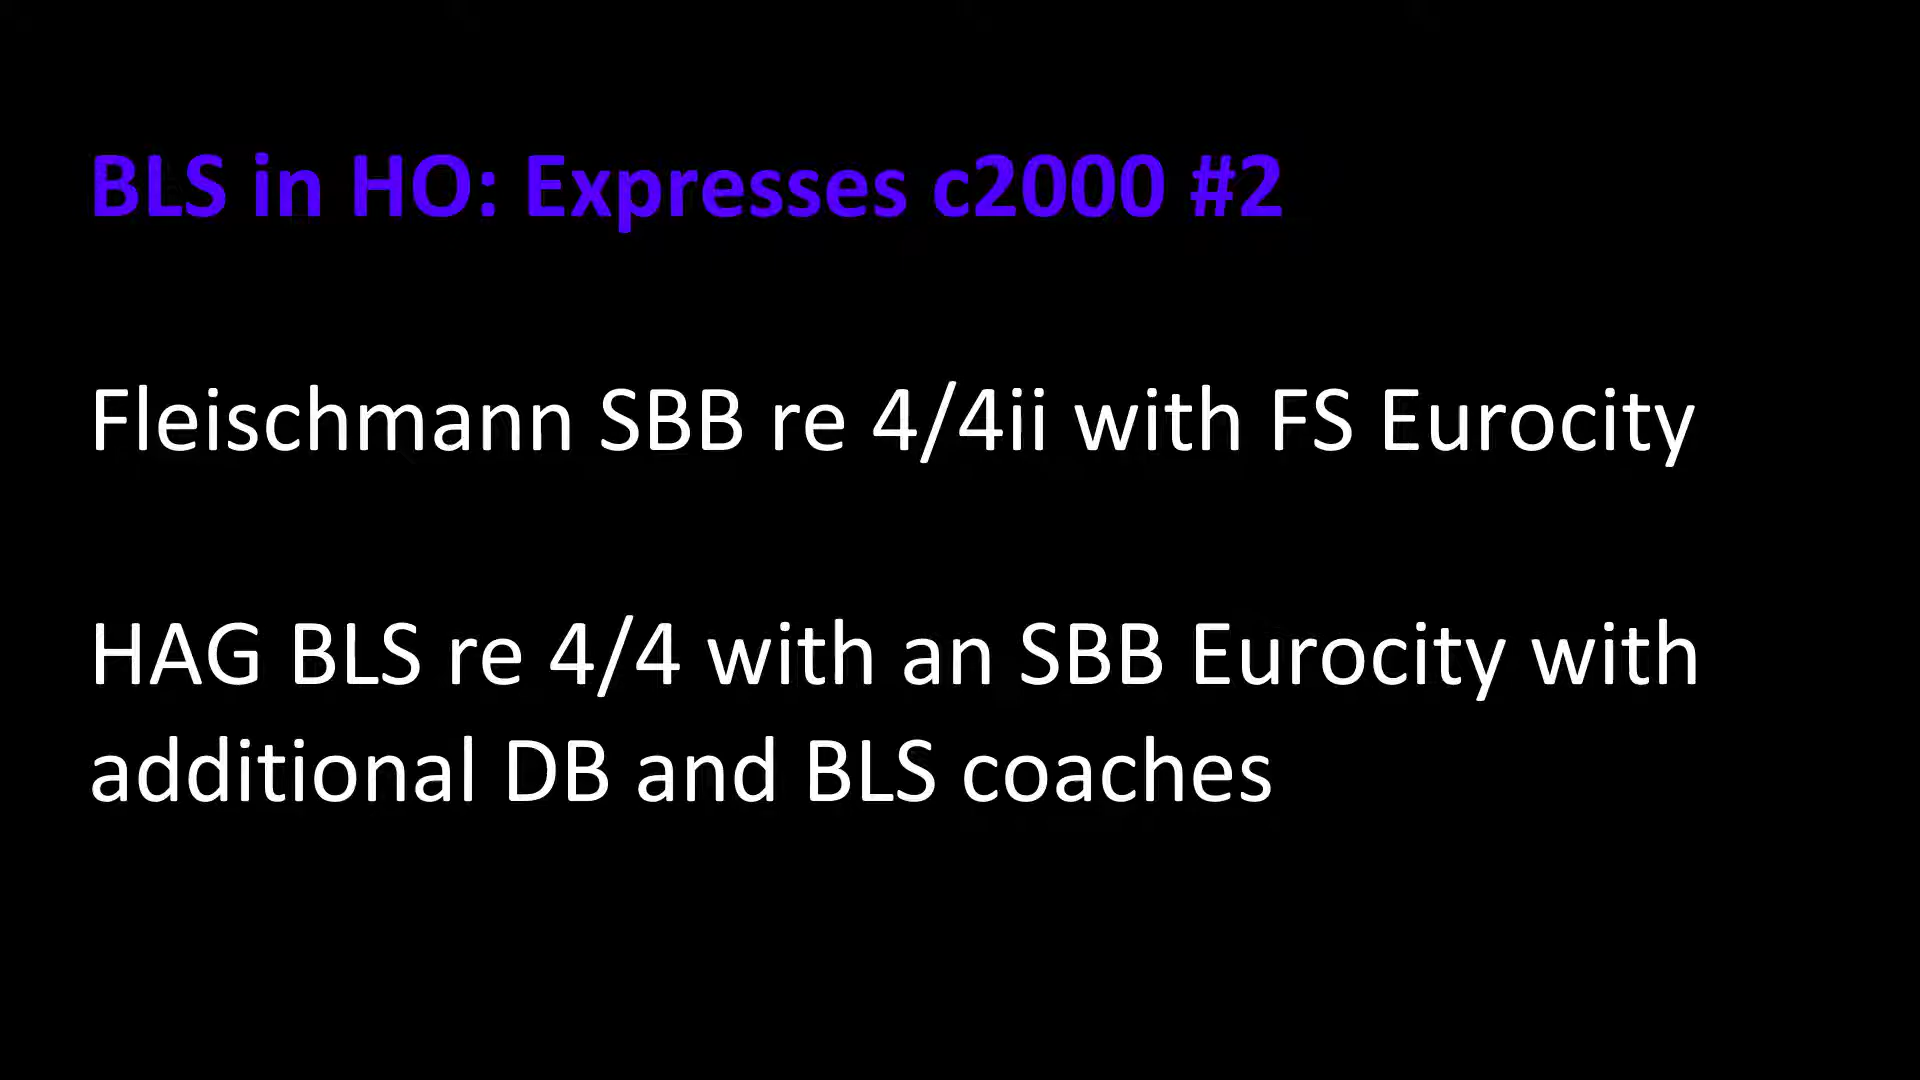 BLS in HO: Expresses c2000 #2
Fleischmann SBB re 4/4ii with FS Eurocity
HAG BLS re 4/4 with an SBB Eurocity with
additional DB and BLS coaches